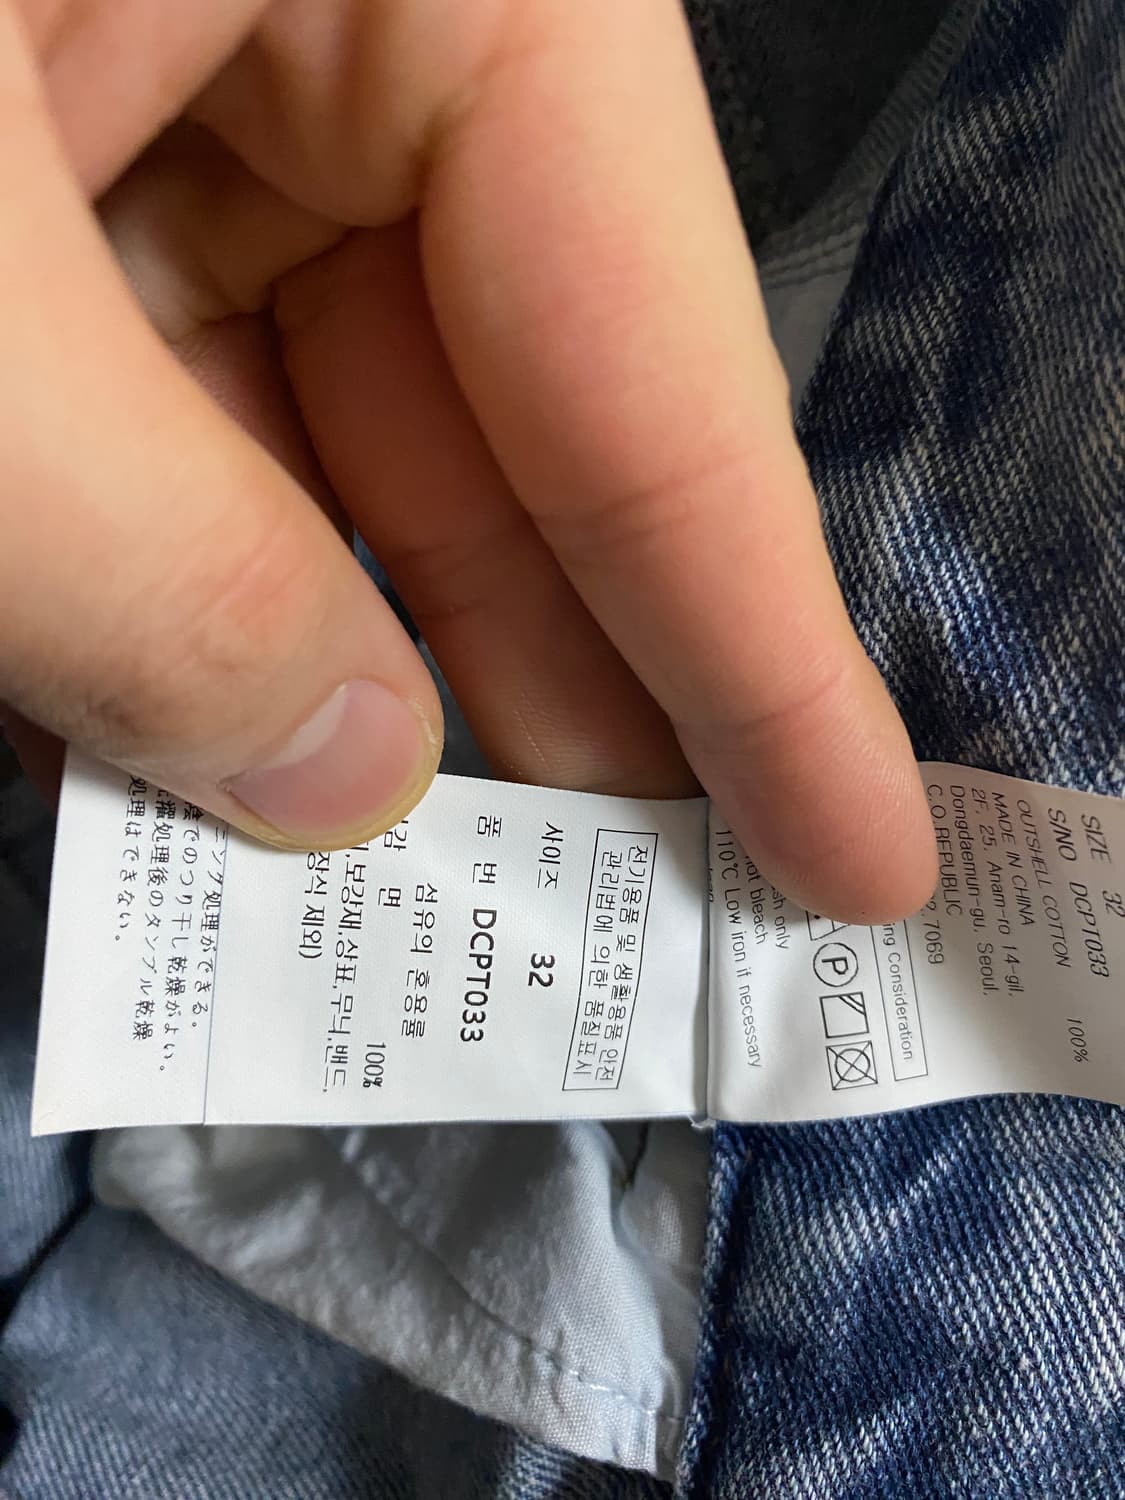 SIZE 32
S/NO DCPT033
OUTSHELL COTTON 100%
MADE IN CHINA
2F, 25, Anam-ro 14-gil,
Dongdaemun-gu, Seoul,
REPUBLIC
7069
Consideration
P
only
bleach
110℃ Low iron if necessary
전기용품 및 생활용품 안전
관리법에 의한 품질표시
사이즈 32
품 번 DCPT033
섬유의 혼용률
면 100%
보강재,상표,무늬,밴드,
장식 제외)
処理ができる。
でのつり干し乾燥がよい。
処理後のタンブル乾燥
処理はできない。